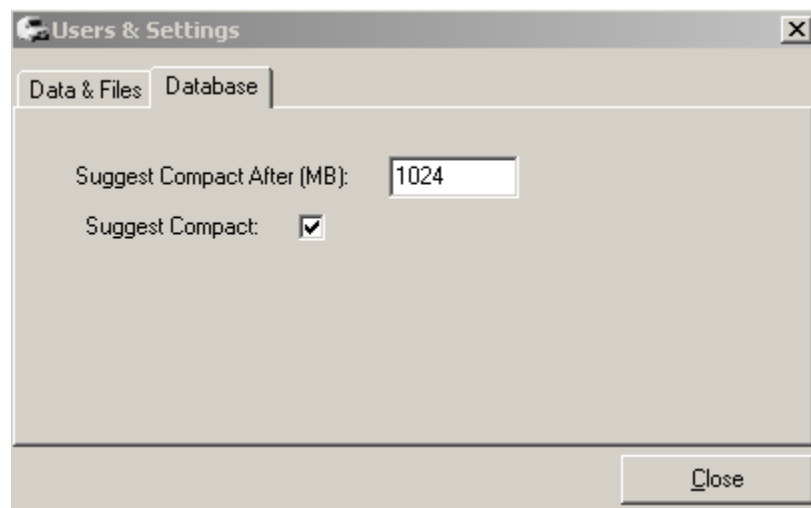 Users & Settings
Data & Files Database
Suggest Compact After (MB): 1024
Suggest Compact:
Close